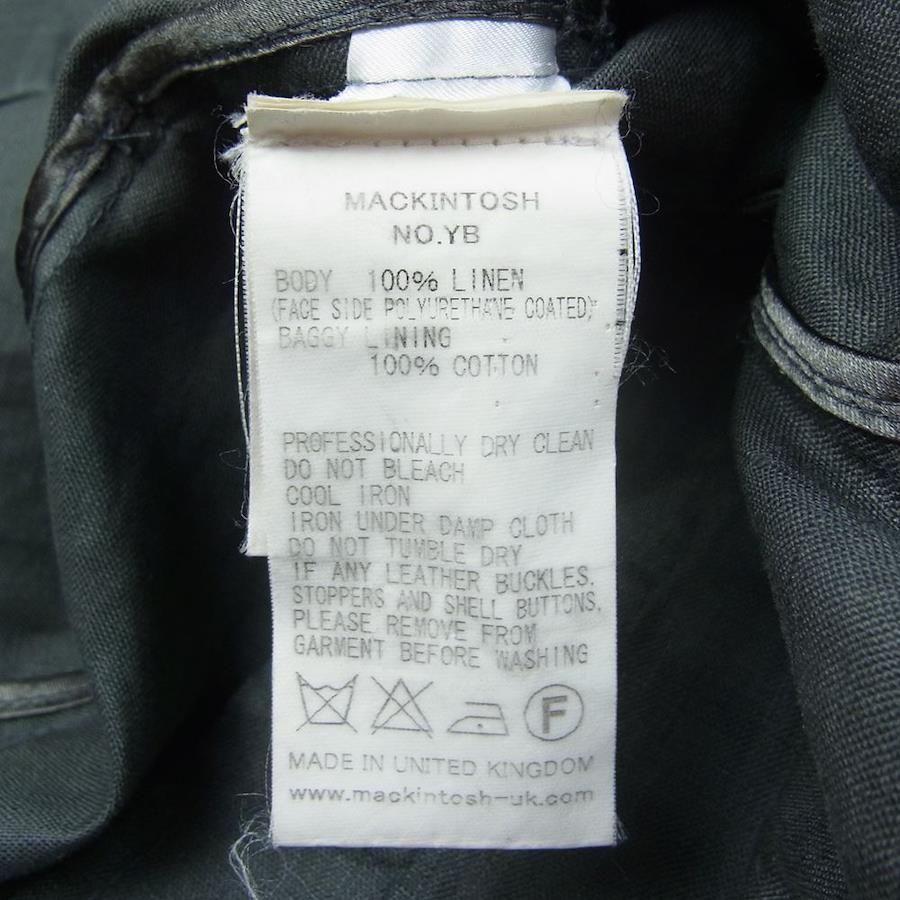 MACKINTOSH
NO.YB
BODY 100% LINEN
(FACE SIDE POLYURETHANE COATED)
BAGGY LINING
100% COTTON
PROFESSIONALLY DRY CLEAN
DO NOT BLEACH
COOL IRON
IRON UNDER DAMP CLOTH
DO NOT TUMBLE DRY
IF ANY LEATHER BUCKLES.
STOPPERS AND SHELL BUTTONS,
PLEASE REMOVE FROM
GARMENT BEFORE WASHING
F
MADE IN UNITED KINGDOM
www.mackintosh-uk.com